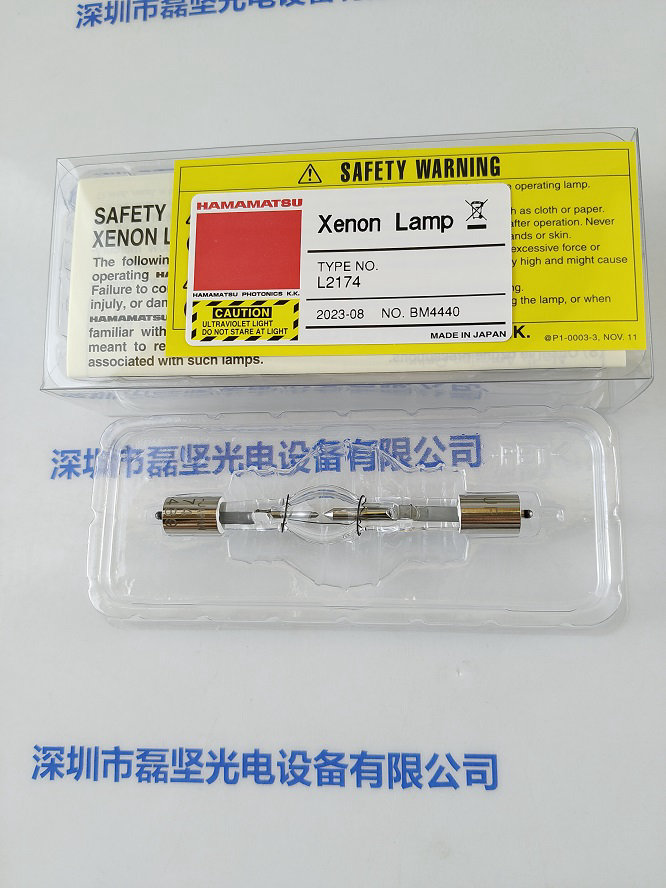 深圳市磊坚光电设备有限
SAFETY WARNING
operating lamp.
h as cloth or paper.
after operation. Never
ands or skin.
excessive force or
y high and might cause
ng.
g the lamp, or when
K.
@P1-0003-3, NOV. 11
SAFETY
XENON L
The followin
operating HA
Failure to co
injuly, or dan
HAMAMATSU
familiar with
meant to re
associated with such lamps.
HAMAMATSU
HAMAMATSU PHOTONICS K.K.
CAUTION
ULTRAVIOLET LIGHT
DO NOT STARE AT LIGHT
Xenon Lamp
TYPE NO.
L2174
2023-08 NO. BM4440
MADE IN JAPAN
深圳市磊坚光电设备有限公司
深圳市磊坚光电设备有限公司